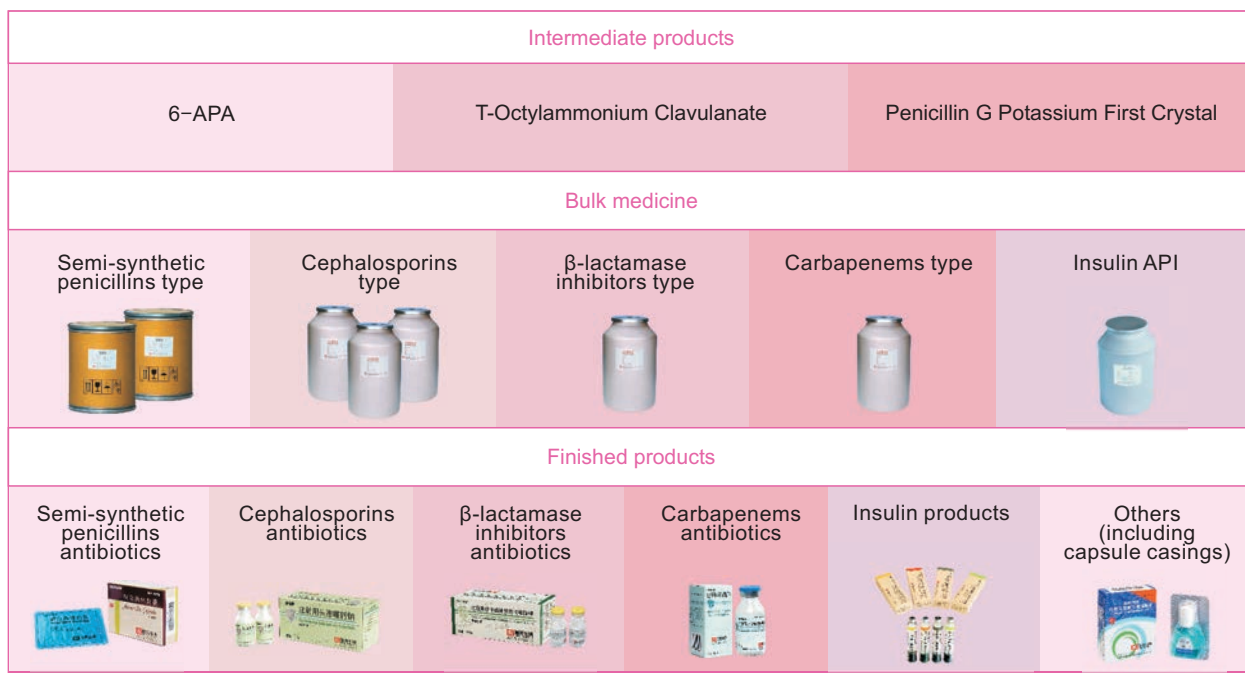 Intermediate products
6-APA
T-Octylammonium Clavulanate
Penicillin G Potassium First Crystal
Bulk medicine
Semi-synthetic
penicillins type
Cephalosporins
type
β-lactamase
inhibitors type
Carbapenems type
Insulin API
Finished products
Semi-synthetic
penicillins
antibiotics
Cephalosporins
antibiotics
β-lactamase
inhibitors
antibiotics
Carbapenems
antibiotics
Insulin products
Others
(including
capsule casings)